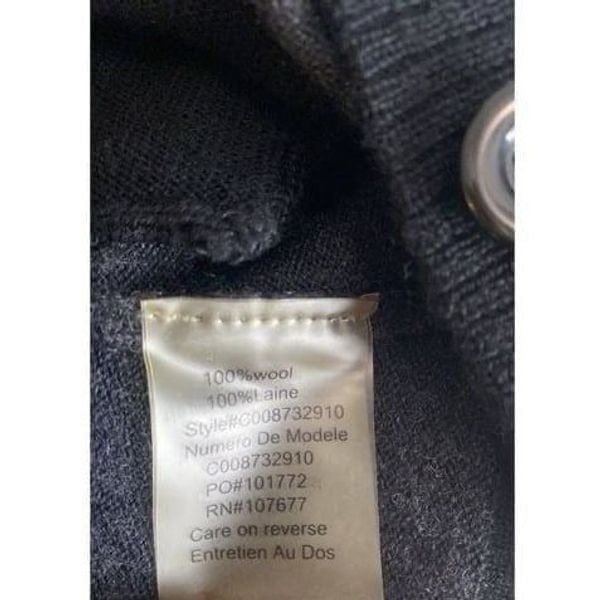 100%wool
100%Laine
Style#C008732910
Numero De Modele
C008732910
PO#101772
RN#107677
Care on reverse
Entretien Au Dos